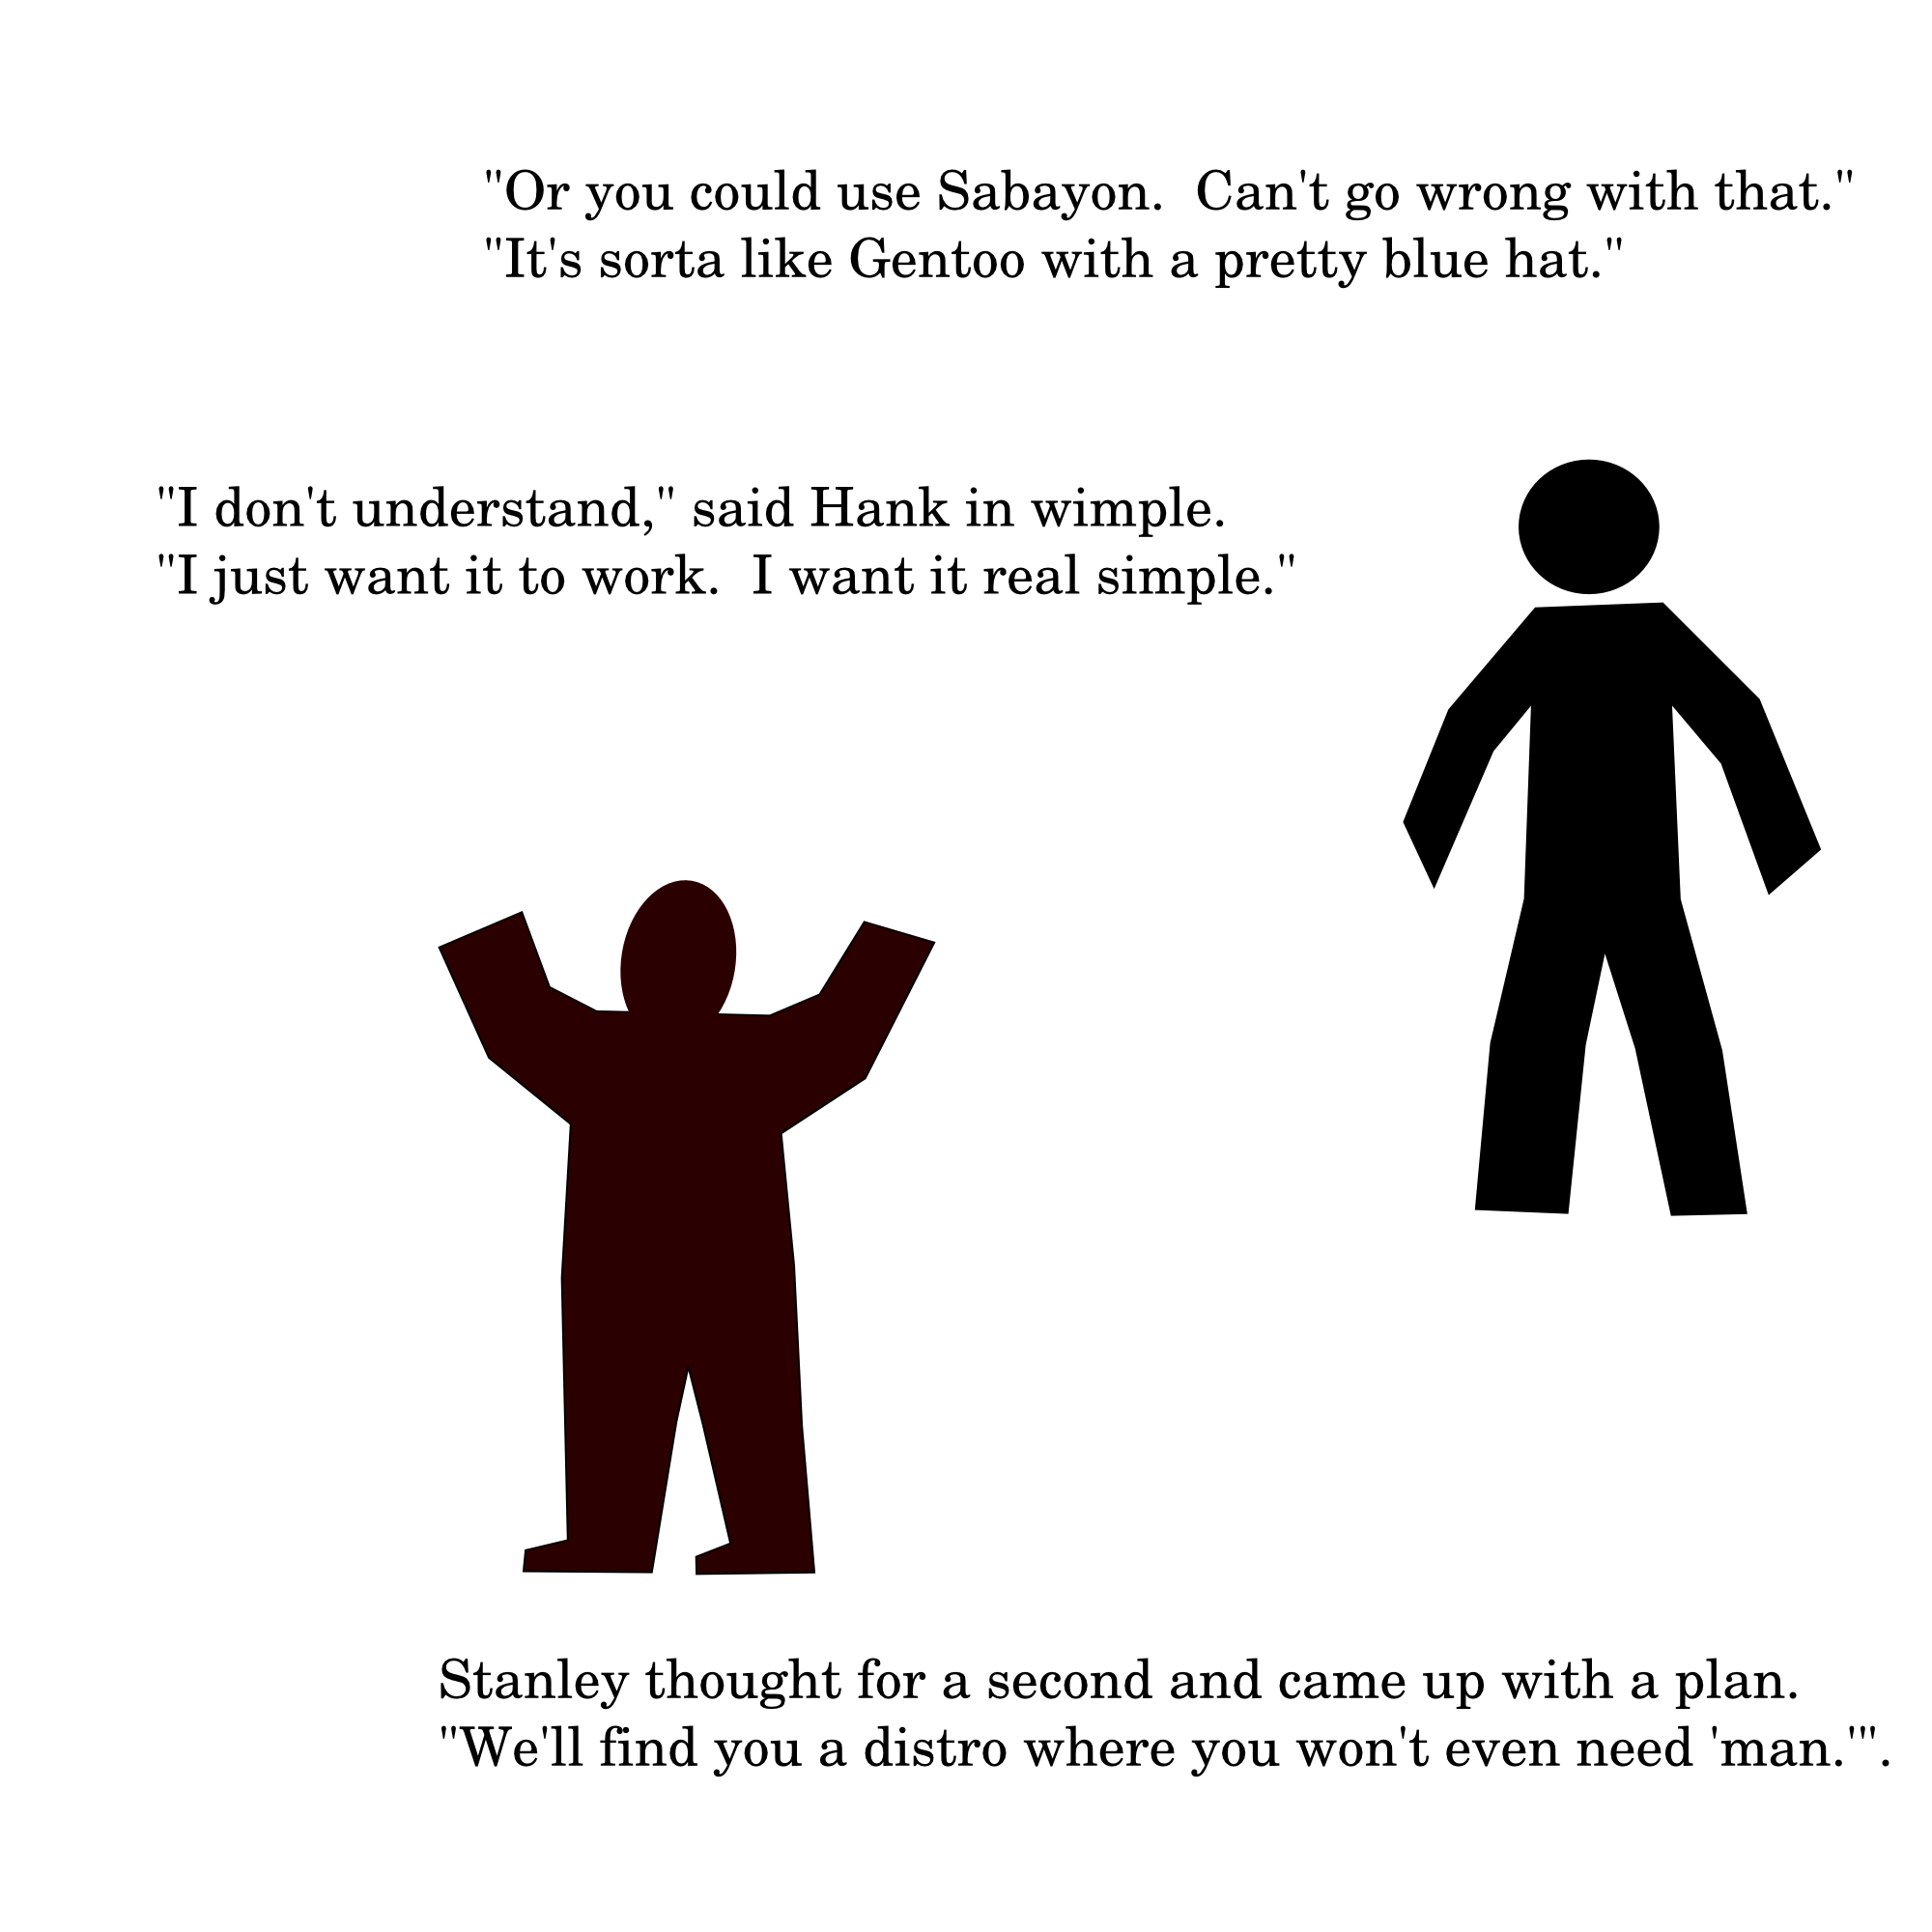 "Or you could use Sabayon.  Can't go wrong with that."
"It's sorta like Gentoo with a pretty blue hat."
"I don't understand," said Hank in wimple.
"I just want it to work.  I want it real simple."
Stanley thought for a second and came up with a plan.
"We'll find you a distro where you won't even need 'man."'.